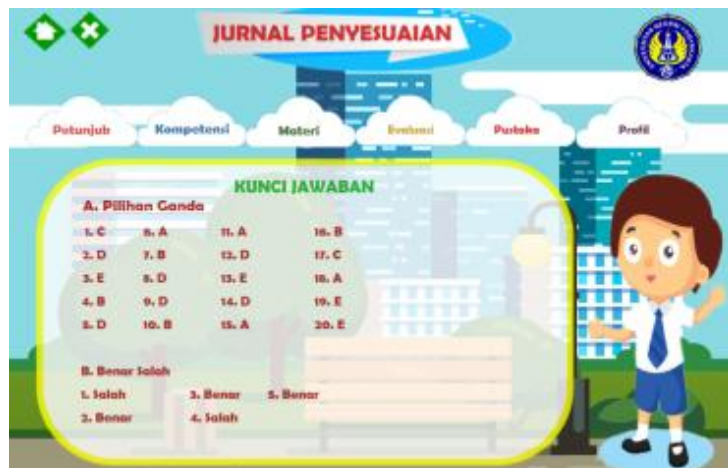 JURNAL PENYESUAIAN
Petunjuk Kompetensi Materi Evaluasi Pustaka Profil
KUNCI JAWABAN
A. Pilihan Ganda
1. C 6. A 11. A 16. B
2. D 7. B 12. D 17. C
3. E 8. D 13. E 18. A
4. B 9. D 14. D 19. E
5. D 10. B 15. A 20. E
B. Benar Salah
1. Salah 3. Benar 5. Benar
2. Benar 4. Salah